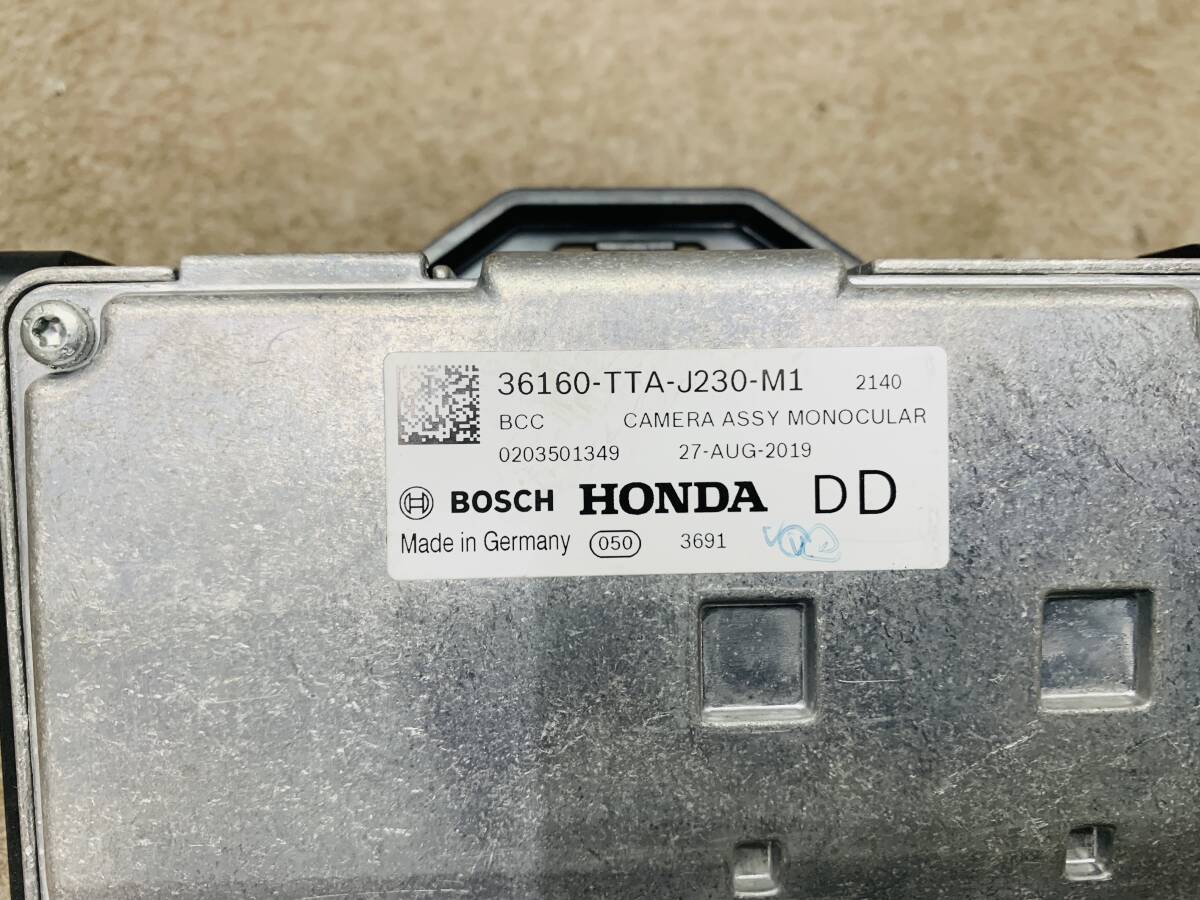 36160-TTA-J230-M1 2140
BCC CAMERA ASSY MONOCULAR
0203501349 27-AUG-2019
BOSCH HONDA DD
Made in Germany 050 3691